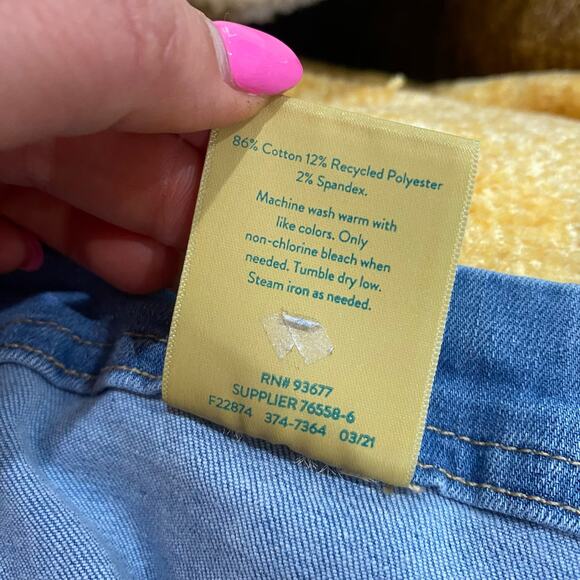 86% Cotton 12% Recycled Polyester
2% Spandex.
Machine wash warm with
like colors. Only
non-chlorine bleach when
needed. Tumble dry low.
Steam iron as needed.
RN# 93677
SUPPLIER 76558-6
F22874 374-7364 03/21